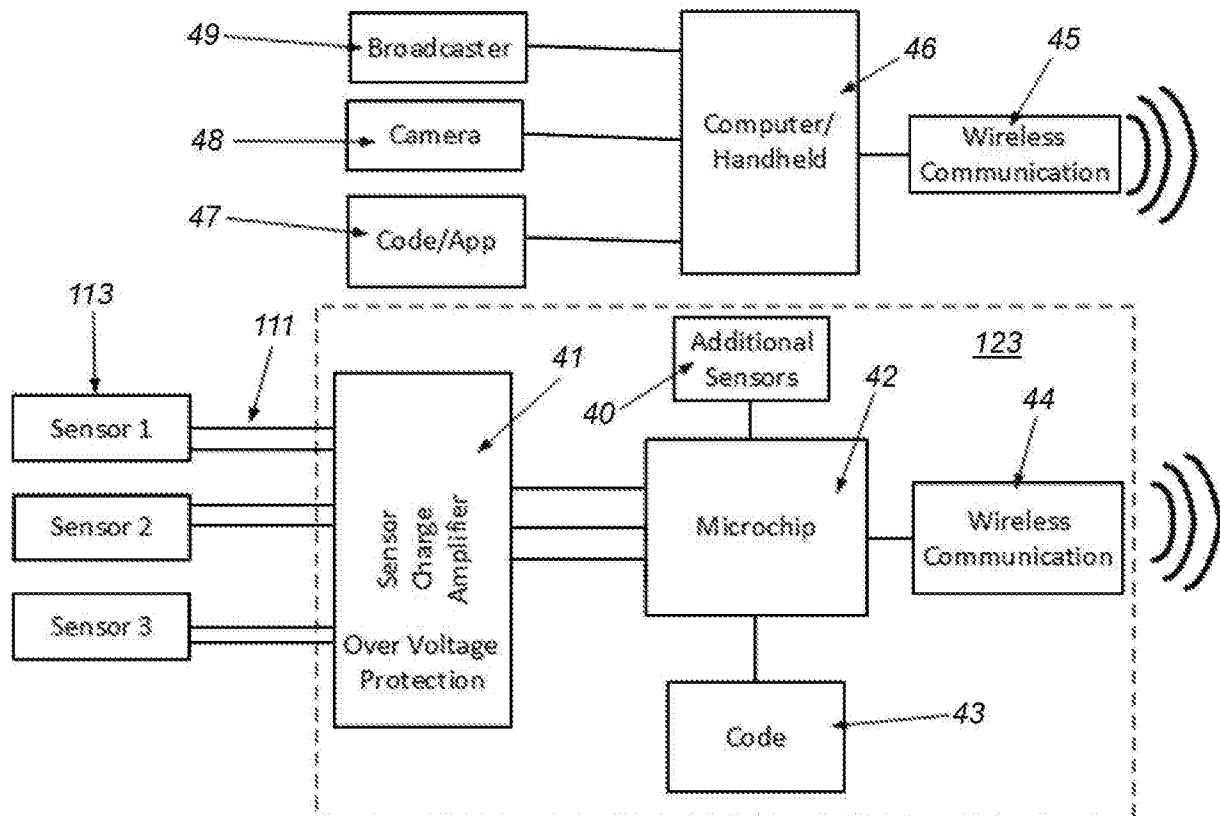 49
Broadcaster
48
Camera
47
Code/App
Computer/
Handheld
46
45
Wireless
Communication
113
111
Sensor 1
Sensor 2
Sensor 3
41
Sensor
Charge
Amplifier
Over Voltage
Protection
Additional
Sensors
40
123
42
Microchip
44
Wireless
Communication
Code
43